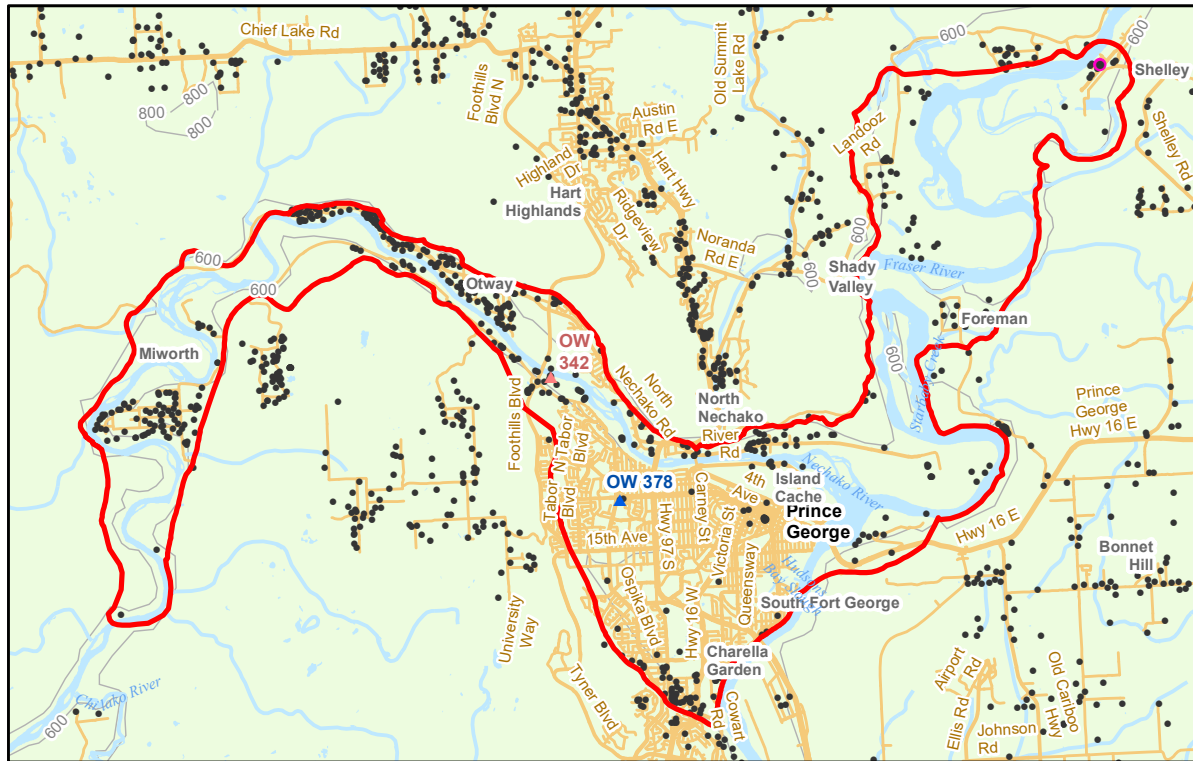 Chief Lake Rd
600
600
Shelley
800
800
800
Foothills
Blvd N
Old Summit
Lake Rd
Austin
Rd E
Landooz
Rd
Shelley Rd
Highland
Dr
Hart Hwy
Hart
Highlands
Ridgeview
Dr
Noranda
Rd E
600
600
Shady
Valley
Fraser River
600
Otway
Foreman
600
OW
342
Miworth
Starbody Creek
North
Nechako Rd
North
Nechako
Prince
George
Hwy 16 E
Foothills Blvd
N Tabor
Blvd
Tabor
Blvd
River
Rd
Nechako River
OW 378
Carney St
4th
Ave
Island
Cache
Prince
George
Hwy 97 S
Victoria St
15th Ave
Hwy 16 E
Queensway
Hudsons
Bay Slough
Bonnet
Hill
Ospika Blvd
Hwy 16 W
South Fort George
University
Way
Charella
Garden
Tyner Blvd
Cowart
Rd
Airport
Rd
Ellis Rd
Old Cariboo
Hwy
Johnson
Rd
Chilako River
600